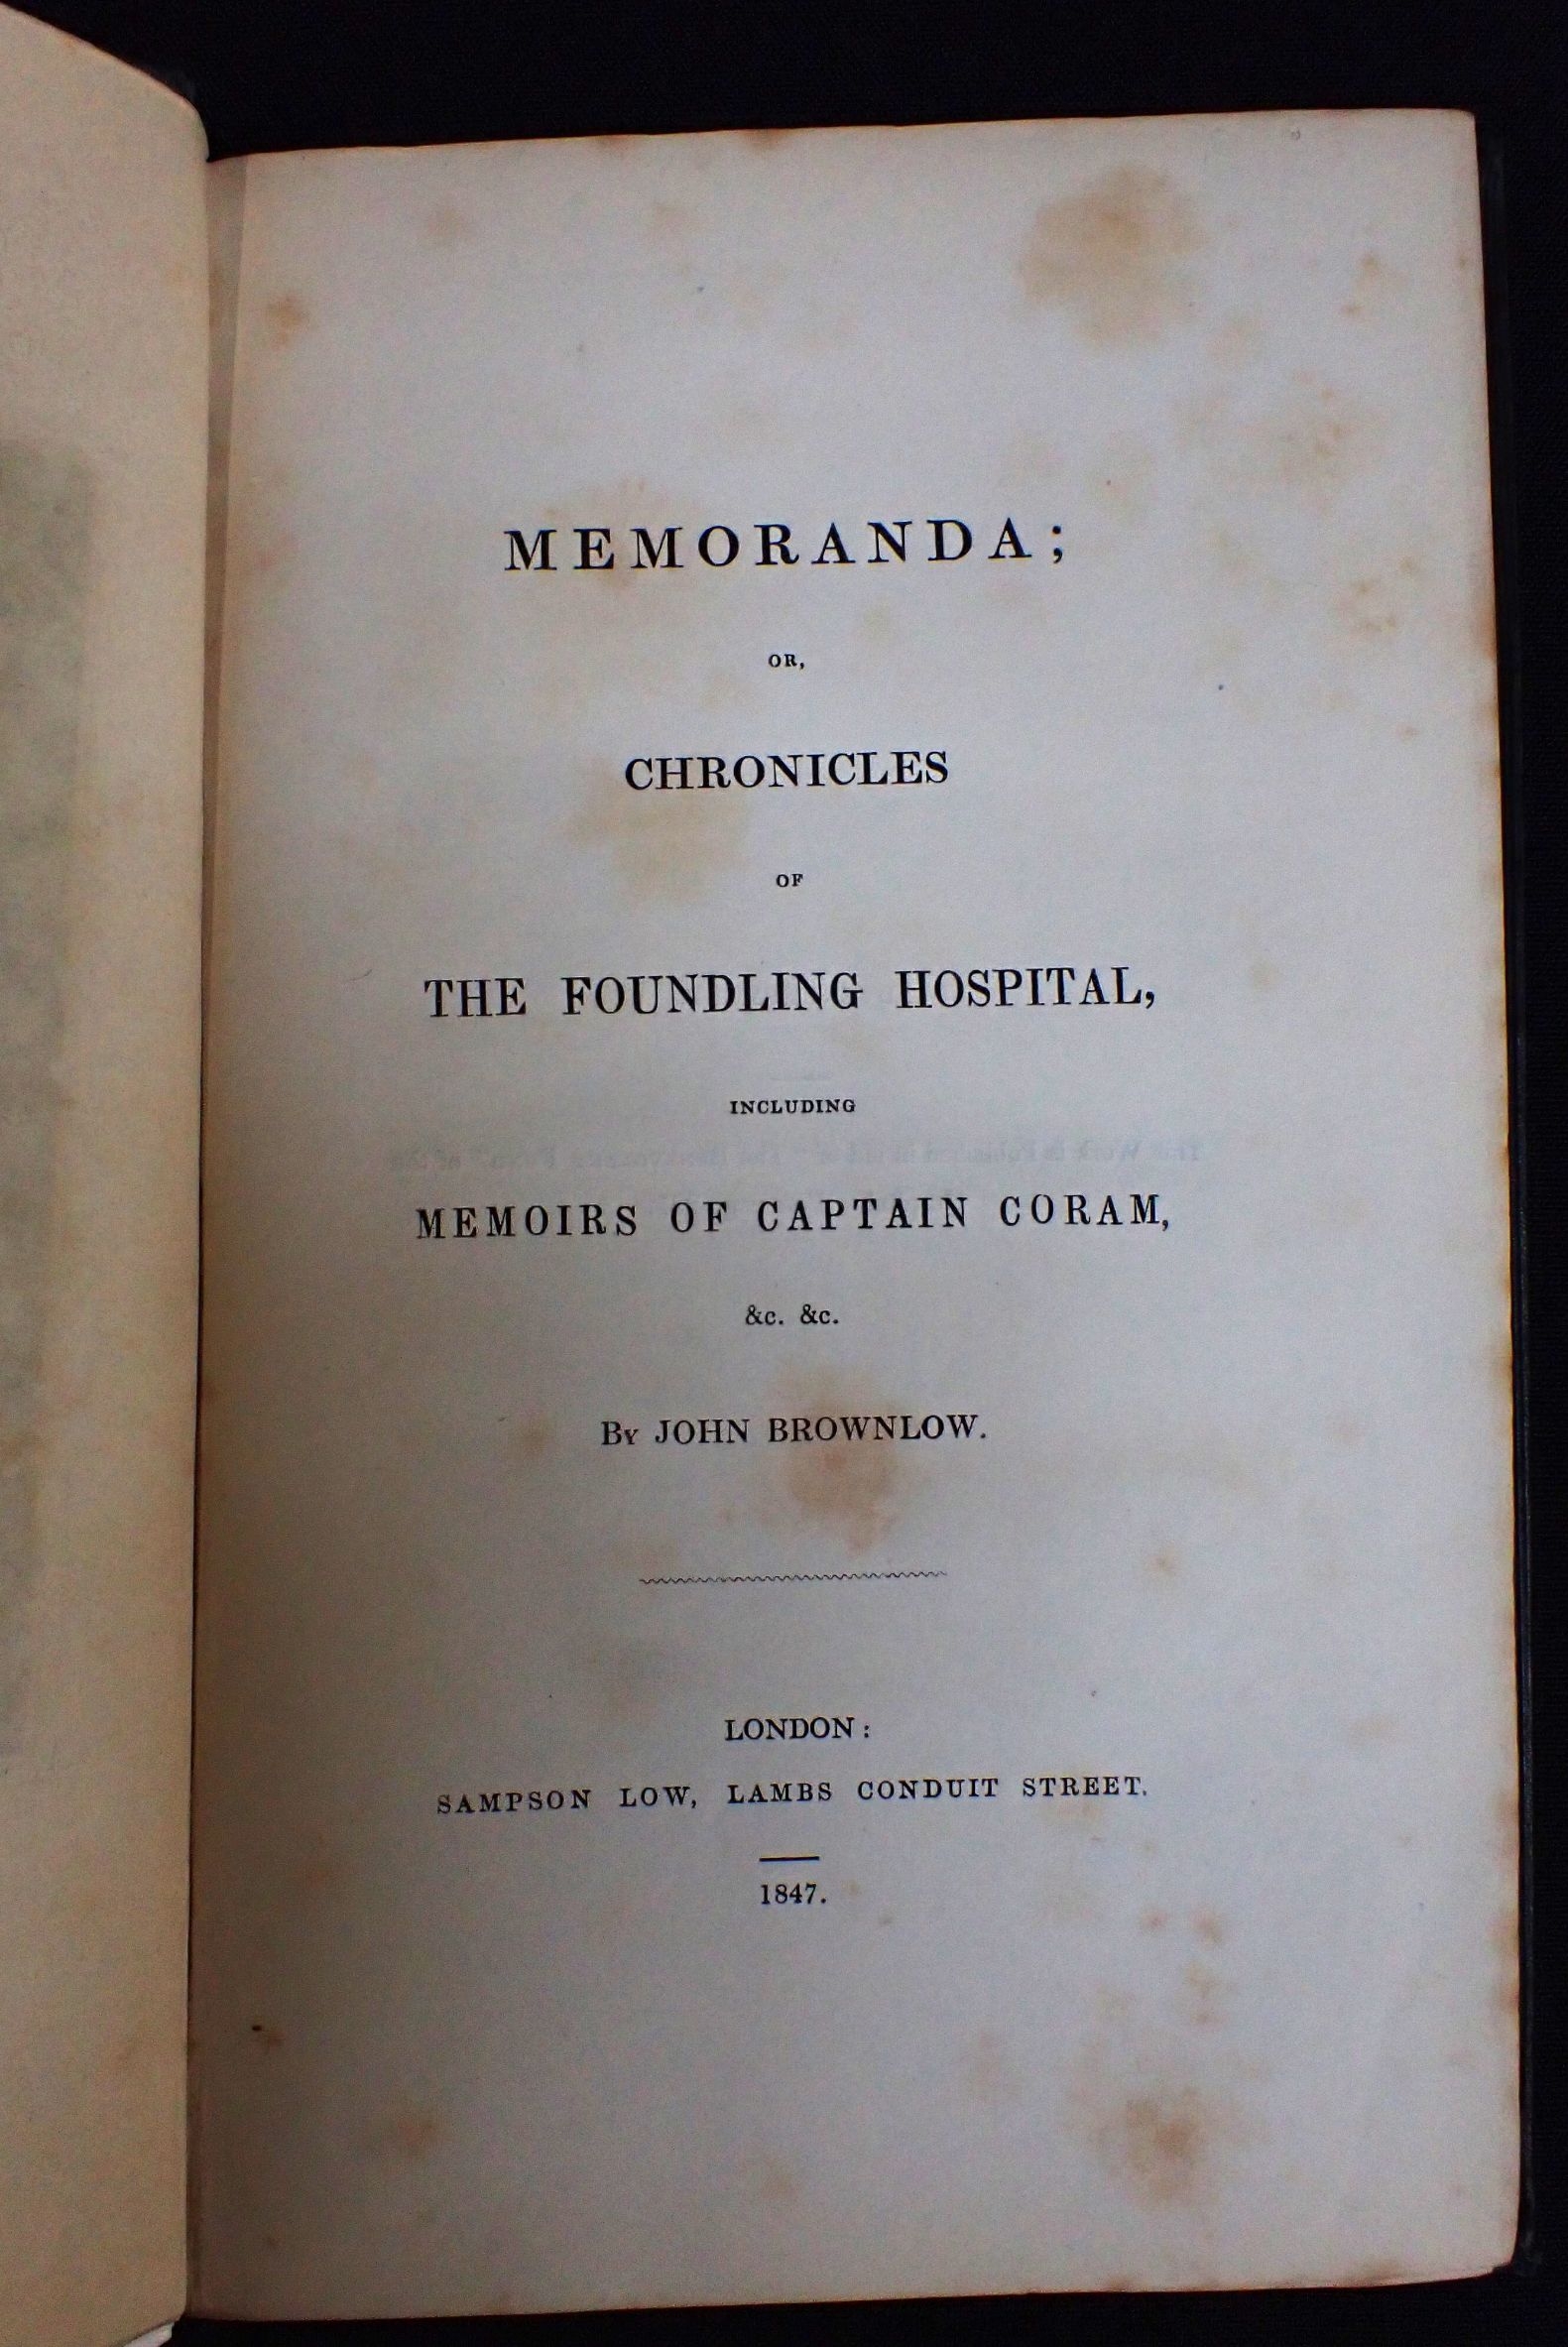 MEMORANDA;
OR,
CHRONICLES
OF
THE FOUNDLING HOSPITAL,
INCLUDING
MEMOIRS OF CAPTAIN CORAM,
&c. &c.
By JOHN BROWNLOW.
LONDON:
SAMPSON LOW, LAMBS CONDUIT STREET.
1847.